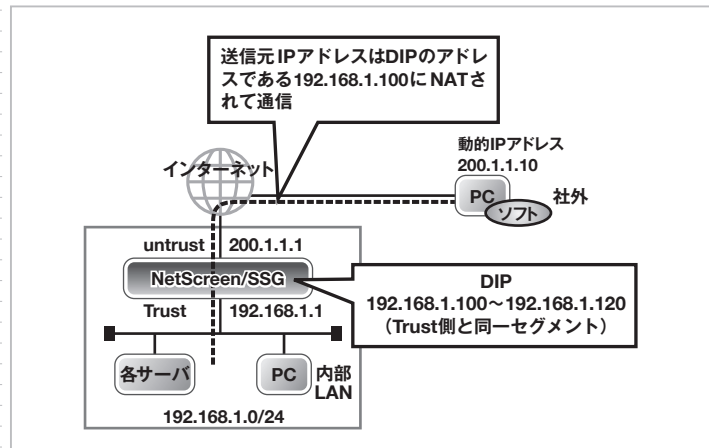 送信元IPアドレスはDIPのアドレ
スである192.168.1.100にNATさ
れて通信
動的IPアドレス
200.1.1.10
インターネット
PC
ソフト
社外
untrust 200.1.1.1
NetScreen/SSG
Trust 192.168.1.1
DIP
192.168.1.100〜192.168.1.120
（Trust側と同一セグメント）
各サーバ
PC
内部
LAN
192.168.1.0/24